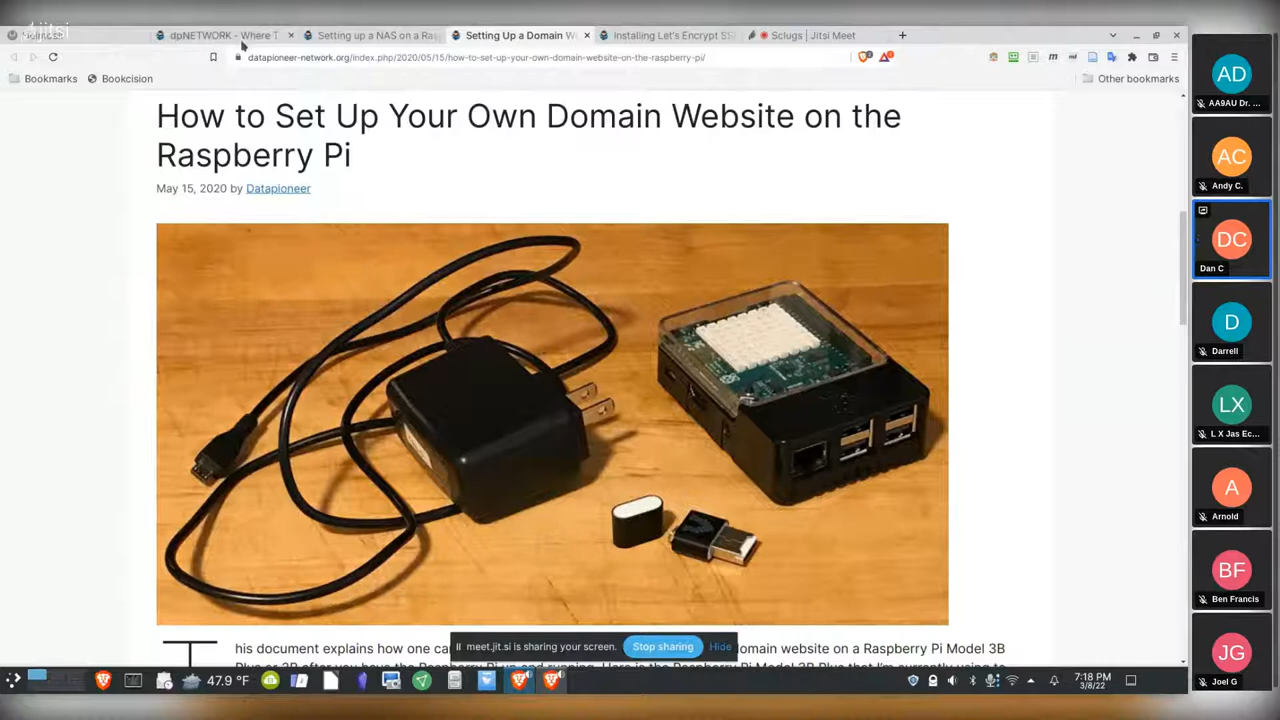 jitsi
dpNETWORK - Where T
Setting up a NAS on a Ras
Setting Up a Domain W
Installing Let's Encrypt SS
Sclugs | Jitsi Meet
datapioneer-network.org/index.php/2020/05/15/how-to-set-up-your-own-domain-website-on-the-raspberry-pi/
Bookmarks
Bookcision
Other bookmarks
How to Set Up Your Own Domain Website on the
Raspberry Pi
May 15, 2020 by Datapioneer
This document explains how one ca
domain website on a Raspberry Pi Model 3B
meet.jit.si is sharing your screen.
Stop sharing
Hide
47.9 °F
7:18 PM
3/8/22
AD
AA9AU Dr. ...
AC
Andy C.
DC
Dan C
D
Darrell
LX
L X Jas Ec...
A
Arnold
BF
Ben Francis
JG
Joel G